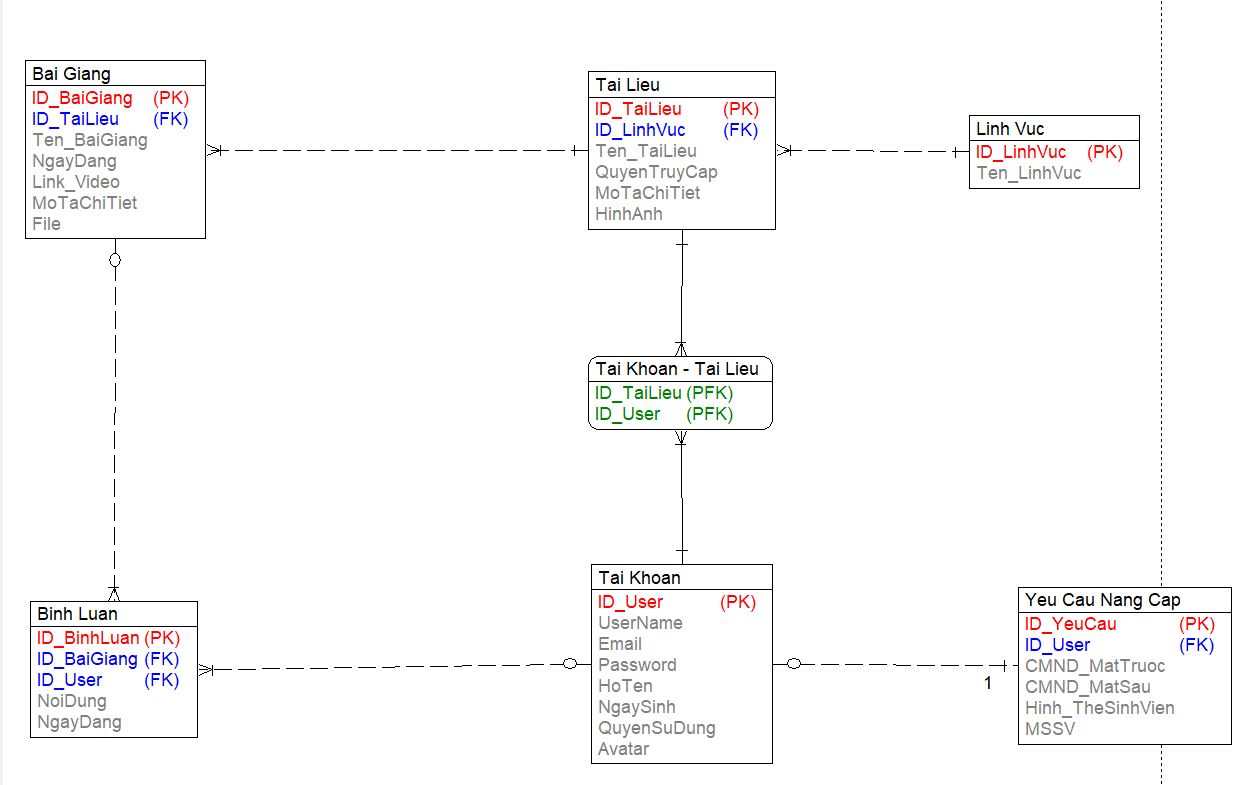 Bai Giang
ID_BaiGiang (PK)
ID_TaiLieu (FK)
Ten_BaiGiang
NgayDang
Link_Video
MoTaChiTiet
File
Tai Lieu
ID_TaiLieu (PK)
ID_LinhVuc (FK)
Ten_TaiLieu
QuyenTruyCap
MoTaChiTiet
HinhAnh
Linh Vuc
ID_LinhVuc (PK)
Ten_LinhVuc
Tai Khoan - Tai Lieu
ID_TaiLieu (PFK)
ID_User (PFK)
Binh Luan
ID_BinhLuan (PK)
ID_BaiGiang (FK)
ID_User (FK)
NoiDung
NgayDang
Tai Khoan
ID_User (PK)
UserName
Email
Password
HoTen
NgaySinh
QuyenSuDung
Avatar
1
Yeu Cau Nang Cap
ID_YeuCau (PK)
ID_User (FK)
CMND_MatTruoc
CMND_MatSau
Hinh_TheSinhVien
MSSV